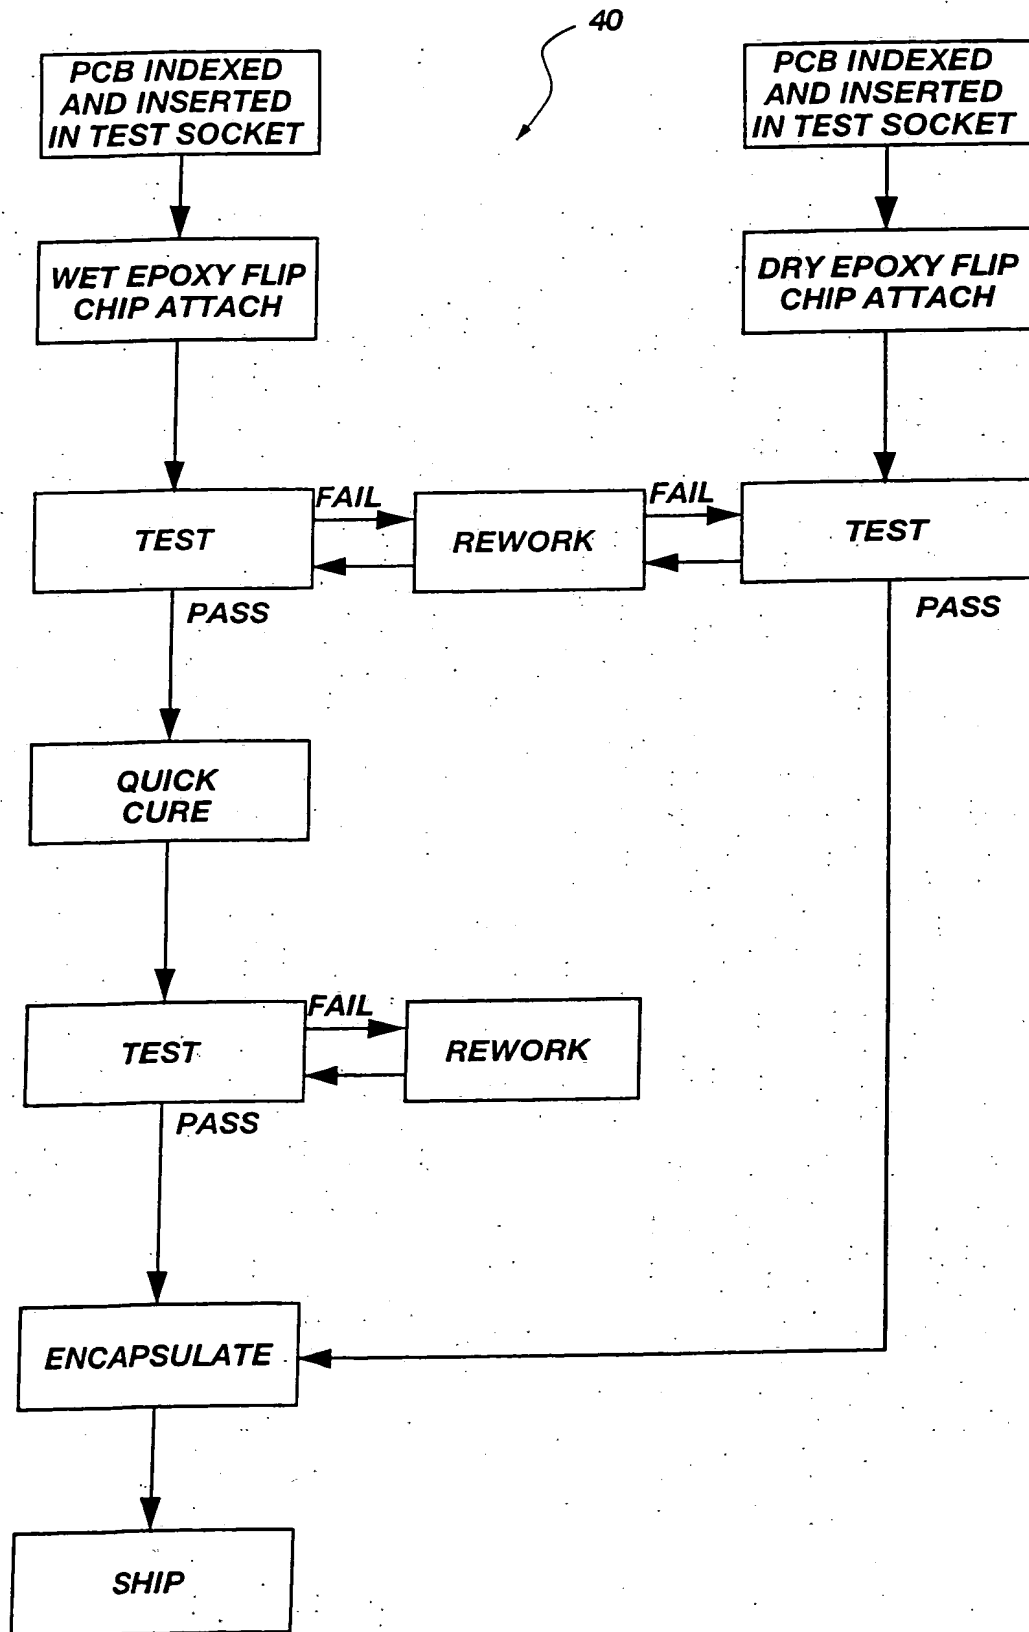 40
PCB INDEXED
AND INSERTED
IN TEST SOCKET
PCB INDEXED
AND INSERTED
IN TEST SOCKET
WET EPOXY FLIP
CHIP ATTACH
DRY EPOXY FLIP
CHIP ATTACH
TEST
FAIL
REWORK
FAIL
TEST
PASS
PASS
QUICK
CURE
TEST
FAIL
REWORK
PASS
ENCAPSULATE
SHIP